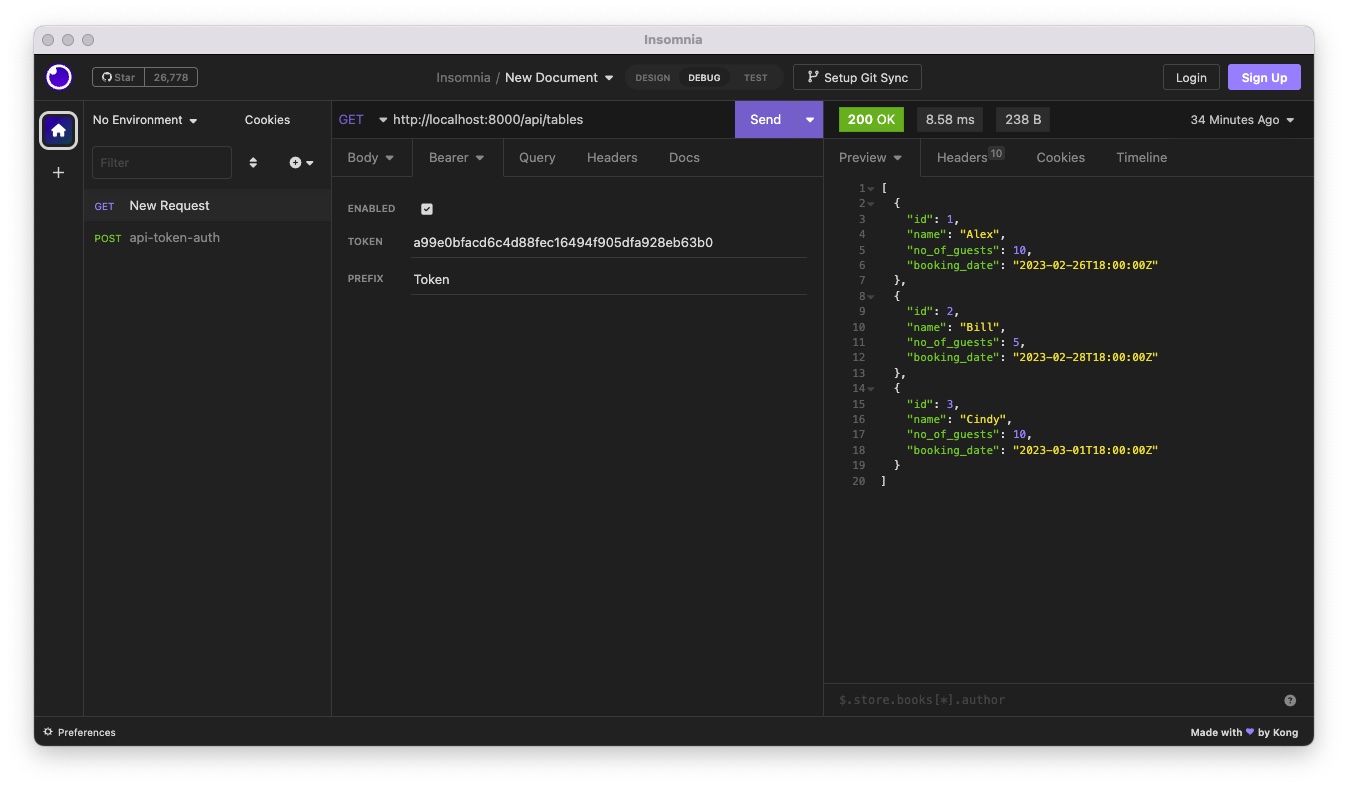 Insomnia
Star 26,778
Insomnia / New Document
DESIGN DEBUG TEST
Setup Git Sync
Login
Sign Up
No Environment
Cookies
Filter
GET New Request
POST api-token-auth
GET http://localhost:8000/api/tables
Send
Body Bearer Query Headers Docs
ENABLED
TOKEN a99e0bfacd6c4d88fec16494f905dfa928eb63b0
PREFIX Token
200 OK 8.58 ms 238 B 34 Minutes Ago
Preview Headers 10 Cookies Timeline
1 [
2 {
3 "id": 1,
4 "name": "Alex",
5 "no_of_guests": 10,
6 "booking_date": "2023-02-26T18:00:00Z"
7 },
8 {
9 "id": 2,
10 "name": "Bill",
11 "no_of_guests": 5,
12 "booking_date": "2023-02-28T18:00:00Z"
13 },
14 {
15 "id": 3,
16 "name": "Cindy",
17 "no_of_guests": 10,
18 "booking_date": "2023-03-01T18:00:00Z"
19 }
20 ]
$.store.books[*].author
Preferences
Made with 💜 by Kong